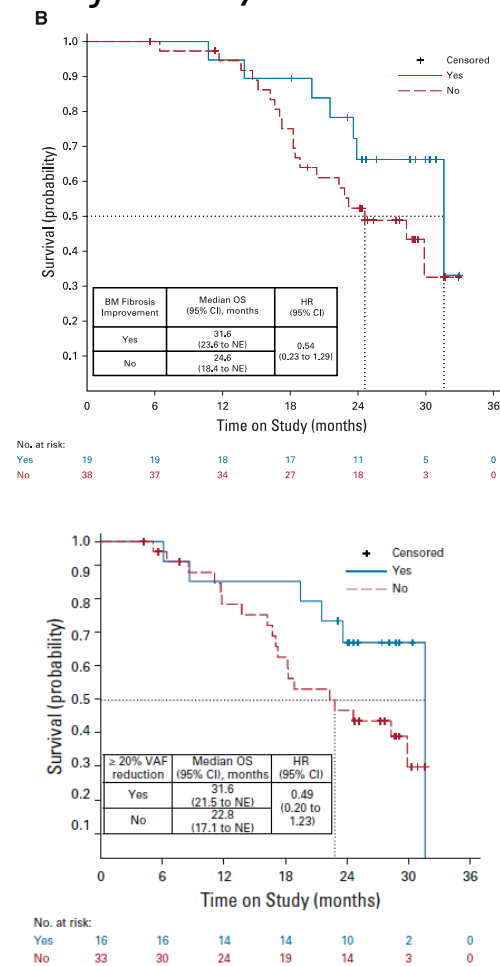 B
1.0
0.9
0.8
0.7
0.6
0.5
0.4
0.3
0.2
0.1
Survival (probability)
Censored
Yes
No
BM Fibrosis Improvement
Median OS (95% CI), months
HR (95% CI)
Yes
31.6 (23.6 to NE)
0.54 (0.23 to 1.29)
No
24.6 (18.4 to NE)
0 6 12 18 24 30 36
Time on Study (months)
No. at risk:
Yes 19 19 18 17 11 5 0
No 38 37 34 27 18 3 0
1.0
0.9
0.8
0.7
0.6
0.5
0.4
0.3
0.2
0.1
Survival (probability)
Censored
Yes
No
≥ 20% VAF reduction
Median OS (95% CI), months
HR (95% CI)
Yes
31.6 (21.5 to NE)
0.49 (0.20 to 1.23)
No
22.8 (17.1 to NE)
0 6 12 18 24 30 36
Time on Study (months)
No. at risk:
Yes 16 16 14 14 10 2 0
No 33 30 24 19 14 3 0